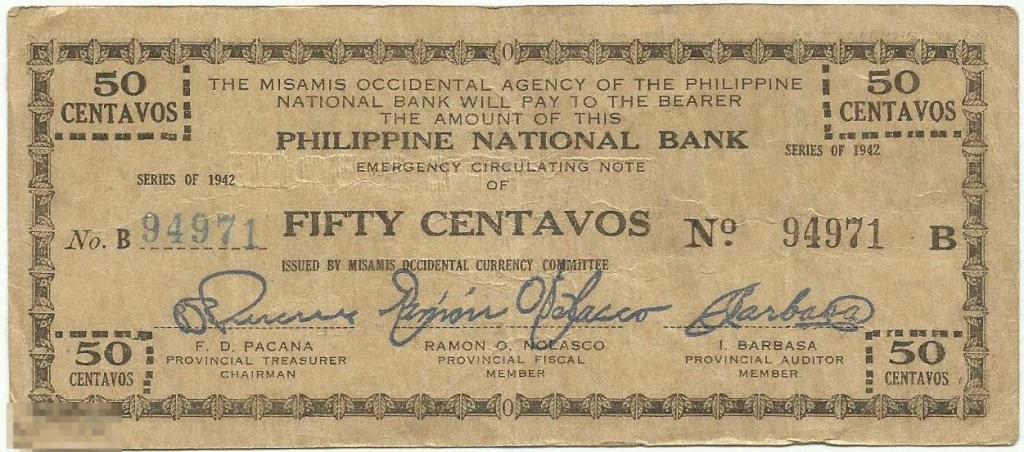 50
CENTAVOS
50
CENTAVOS
THE MISAMIS OCCIDENTAL AGENCY OF THE PHILIPPINE
NATIONAL BANK WILL PAY TO THE BEARER
THE AMOUNT OF THIS
PHILIPPINE NATIONAL BANK
EMERGENCY CIRCULATING NOTE
OF
SERIES OF 1942
SERIES OF 1942
No. B 94971
FIFTY CENTAVOS
Nº 94971 B
ISSUED BY MISAMIS OCCIDENTAL CURRENCY COMMITTEE
Ramón O Nolasco
I Barbasa
F. D. PACANA
PROVINCIAL TREASURER
CHAIRMAN
RAMON O. NOLASCO
PROVINCIAL FISCAL
MEMBER
I. BARBASA
PROVINCIAL AUDITOR
MEMBER
50
CENTAVOS
50
CENTAVOS